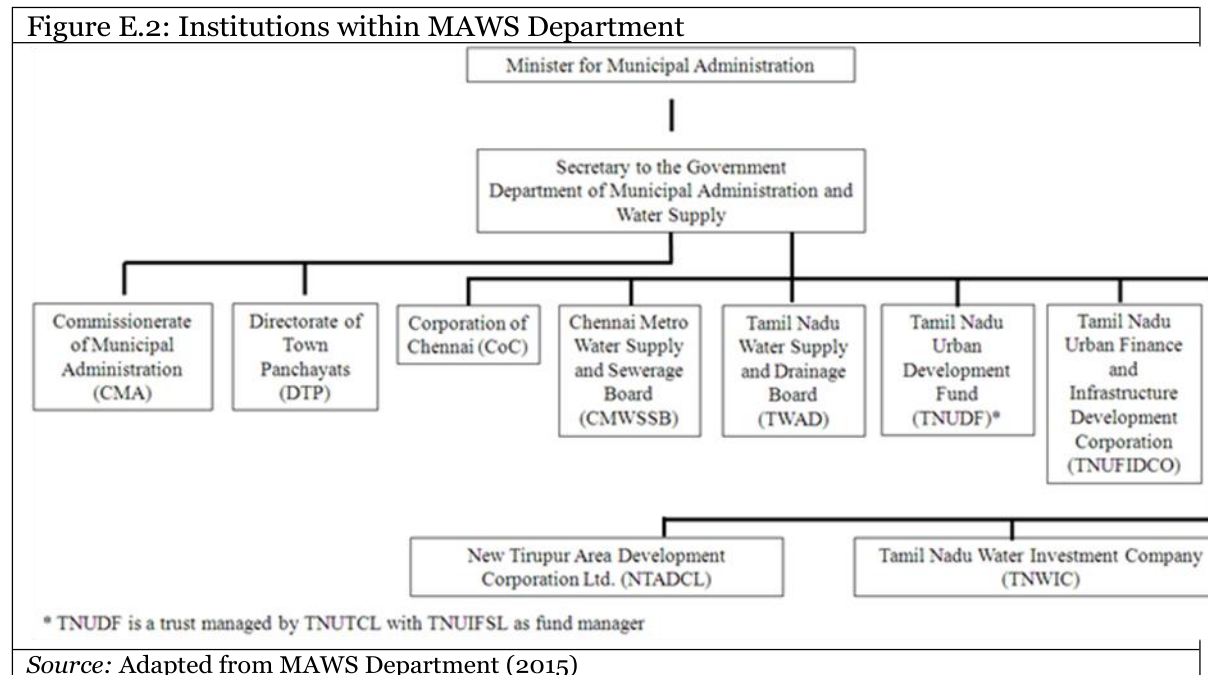 Figure E.2: Institutions within MAWS Department
Minister for Municipal Administration
Secretary to the Government
Department of Municipal Administration and
Water Supply
Commissionerate
of Municipal
Administration
(CMA)
Directorate of
Town
Panchayats
(DTP)
Corporation of
Chennai (CoC)
Chennai Metro
Water Supply
and Sewerage
Board
(CMWSSB)
Tamil Nadu
Water Supply
and Drainage
Board
(TWAD)
Tamil Nadu
Urban
Development
Fund
(TNUDF)*
Tamil Nadu
Urban Finance
and
Infrastructure
Development
Corporation
(TNUFIDCO)
New Tirupur Area Development
Corporation Ltd. (NTADCL)
Tamil Nadu Water Investment Company
(TNWIC)
* TNUDF is a trust managed by TNUTCL with TNUIFSL as fund manager
Source: Adapted from MAWS Department (2015)